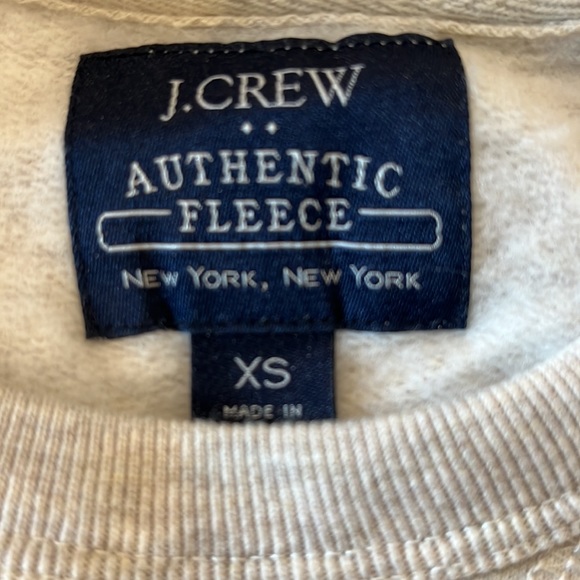 J.CREW
AUTHENTIC
FLEECE
NEW YORK, NEW YORK
XS
MADE IN